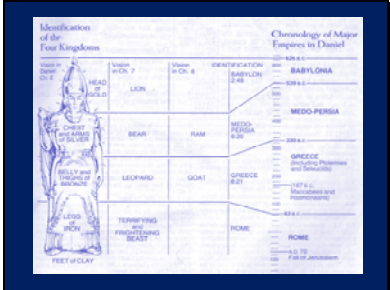 Identification
of the
Four Kingdoms
Chronology of Major
Empires in Daniel
Vision in
Daniel
Ch. 2
Vision
in Ch. 7
Vision
in Ch. 8
IDENTIFICATION
HEAD
of
GOLD
LION
BABYLON
2:48
BABYLONIA
539 B.C.
CHEST
and ARMS
of SILVER
BEAR
RAM
MEDO-
PERSIA
8:20
MEDO-PERSIA
BELLY and
THIGHS of
BRONZE
LEOPARD
GOAT
GREECE
8:21
GREECE
(including Ptolemies
and Seleucids)
(167 B.C.
Maccabees and
Hasmoneans)
63 B.C.
LEGS
of
IRON
TERRIFYING
AND
FRIGHTENING
BEAST
ROME
ROME
A.D. 70
Fall of Jerusalem
FEET of CLAY